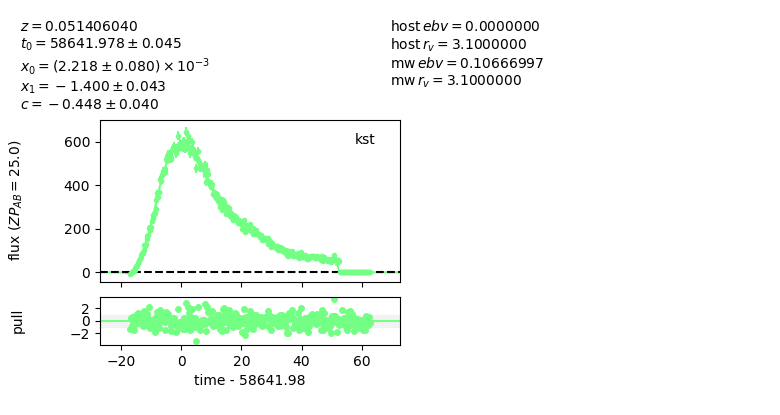 z = 0.051406040
t₀ = 58641.978 ± 0.045
x₀ = (2.218 ± 0.080) × 10⁻³
x₁ = −1.400 ± 0.043
c = −0.448 ± 0.040
host ebv = 0.0000000
host r_v = 3.1000000
mw ebv = 0.10666997
mw r_v = 3.1000000
kst
flux (ZP_AB = 25.0)
600
400
200
0
pull
2
0
−2
−20
0
20
40
60
time - 58641.98